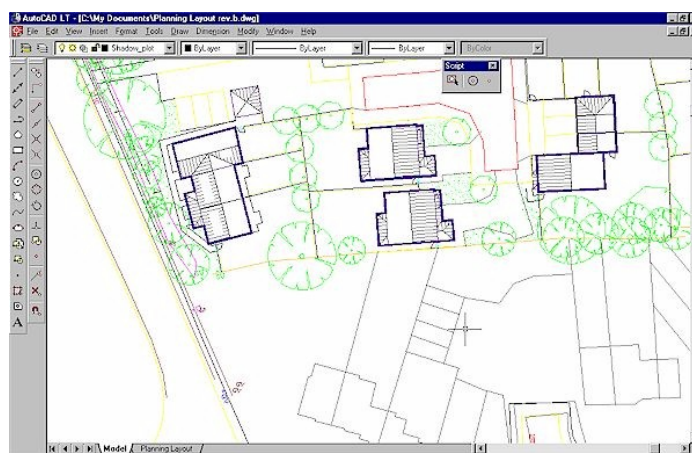 AutoCAD LT - [C:\My Documents\Planning Layout rev.b.dwg]
File Edit View Insert Format Tools Draw Dimension Modify Window Help
Shadow_plot ByLayer ByLayer ByLayer ByColor
Script
A
Model Planning Layout